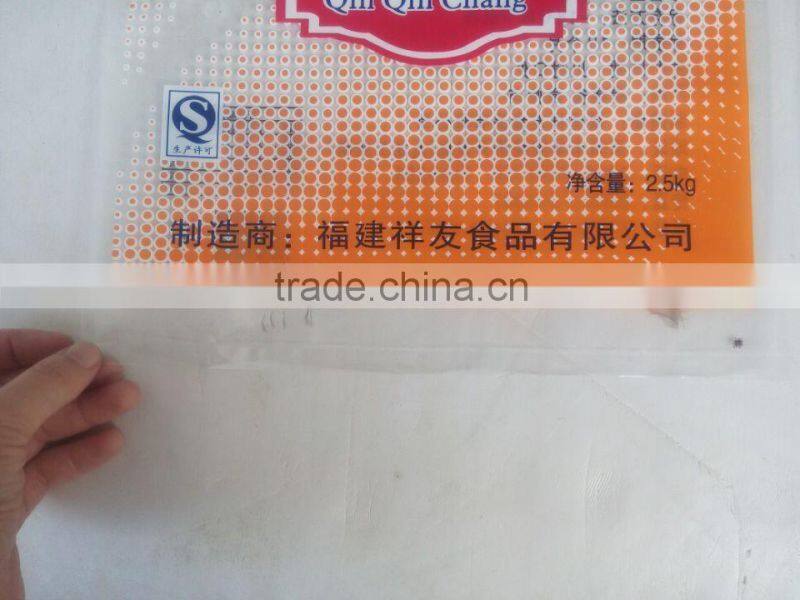 Qin Qin Chang
QS
生产许可
净含量：2.5kg
制造商：福建祥友食品有限公司
trade.china.cn